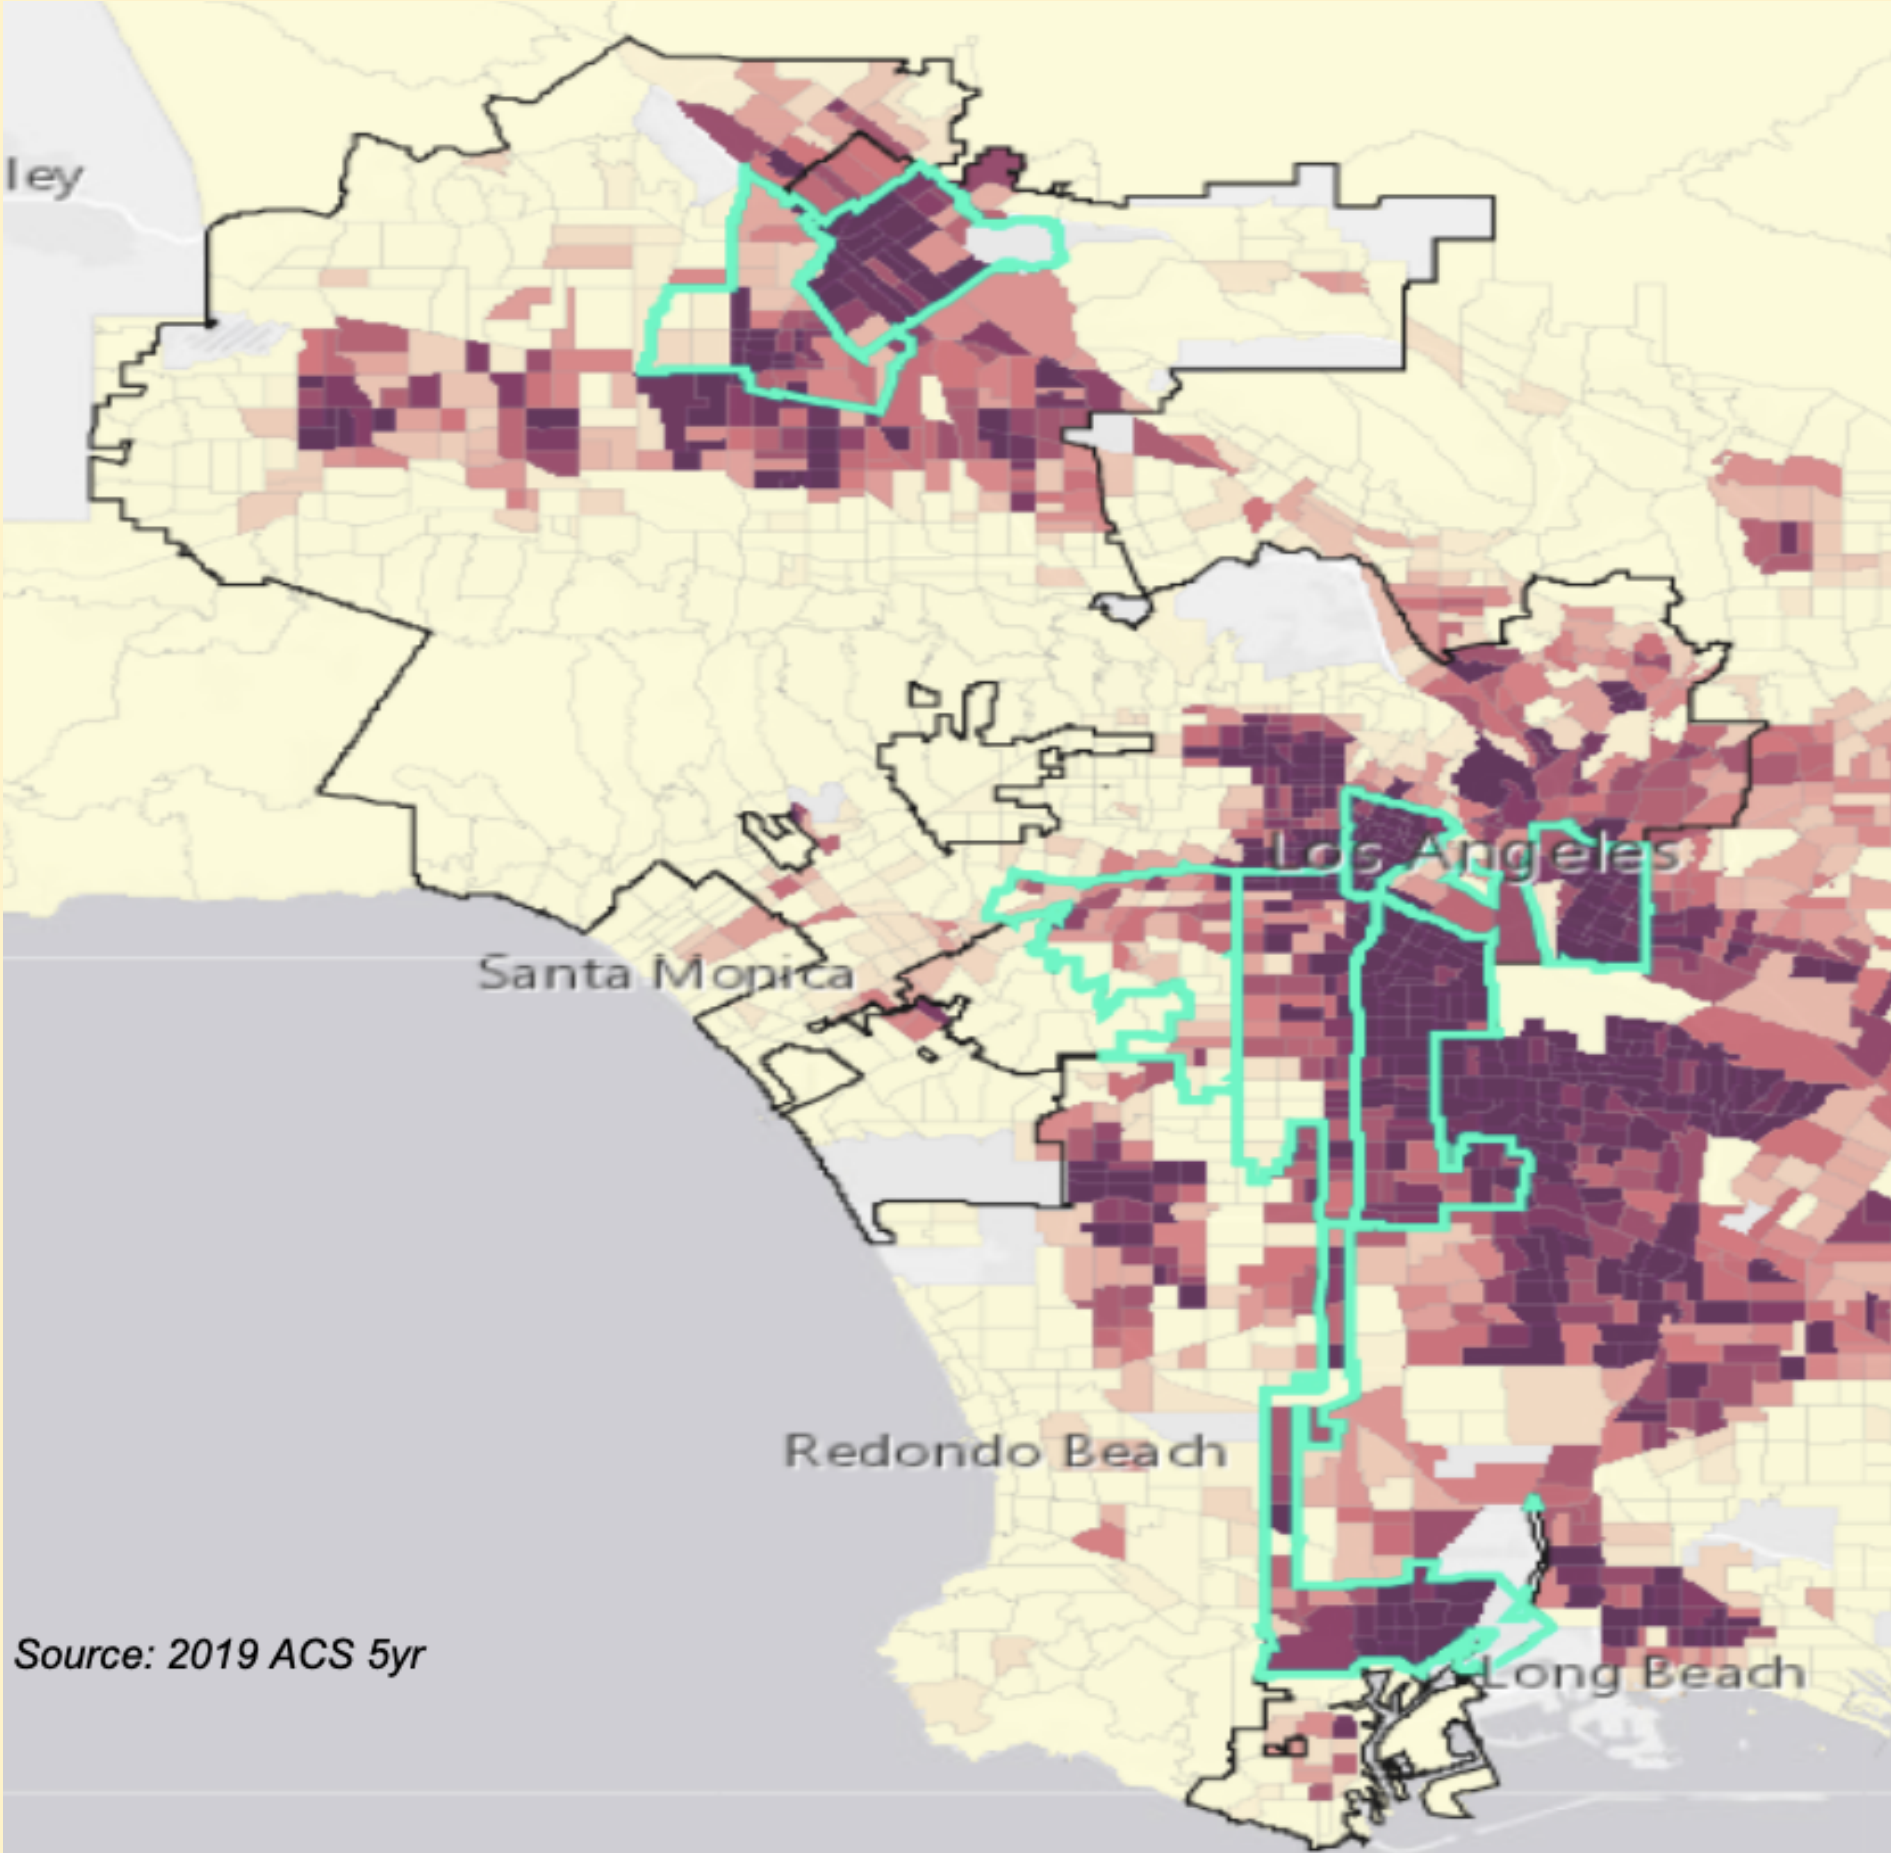 ley
Los Angeles
Santa Monica
Redondo Beach
Source: 2019 ACS 5yr
Long Beach